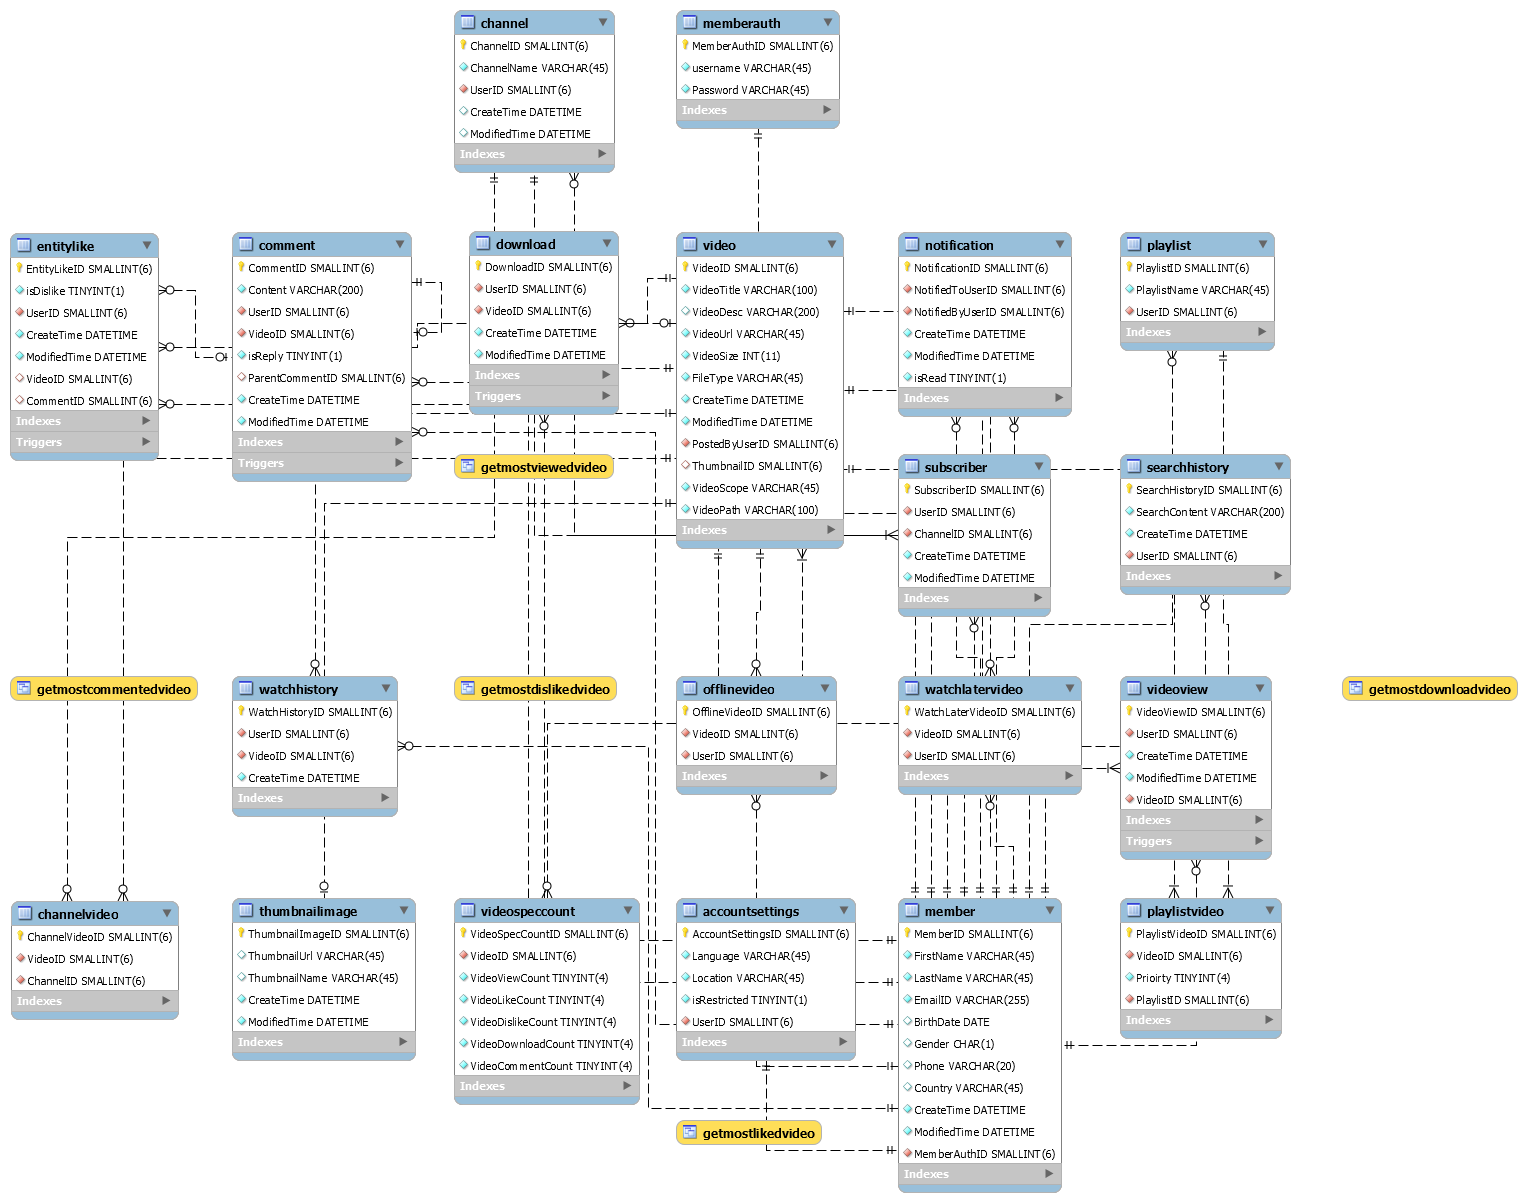 channel
ChannelID SMALLINT(6)
ChannelName VARCHAR(45)
UserID SMALLINT(6)
CreateTime DATETIME
ModifiedTime DATETIME
Indexes
memberauth
MemberAuthID SMALLINT(6)
username VARCHAR(45)
Password VARCHAR(45)
Indexes
entitylike
EntityLikeID SMALLINT(6)
isDislike TINYINT(1)
UserID SMALLINT(6)
CreateTime DATETIME
ModifiedTime DATETIME
VideoID SMALLINT(6)
CommentID SMALLINT(6)
Indexes
Triggers
comment
CommentID SMALLINT(6)
Content VARCHAR(200)
UserID SMALLINT(6)
VideoID SMALLINT(6)
isReply TINYINT(1)
ParentCommentID SMALLINT(6)
CreateTime DATETIME
ModifiedTime DATETIME
Indexes
Triggers
download
DownloadID SMALLINT(6)
UserID SMALLINT(6)
VideoID SMALLINT(6)
CreateTime DATETIME
ModifiedTime DATETIME
Indexes
Triggers
video
VideoID SMALLINT(6)
VideoTitle VARCHAR(100)
VideoDesc VARCHAR(200)
VideoUrl VARCHAR(45)
VideoSize INT(11)
FileType VARCHAR(45)
CreateTime DATETIME
ModifiedTime DATETIME
PostedByUserID SMALLINT(6)
ThumbnailID SMALLINT(6)
VideoScope VARCHAR(45)
VideoPath VARCHAR(100)
Indexes
notification
NotificationID SMALLINT(6)
NotifiedToUserID SMALLINT(6)
NotifiedByUserID SMALLINT(6)
CreateTime DATETIME
ModifiedTime DATETIME
isRead TINYINT(1)
Indexes
playlist
PlaylistID SMALLINT(6)
PlaylistName VARCHAR(45)
UserID SMALLINT(6)
Indexes
getmostviewedvideo
subscriber
SubscriberID SMALLINT(6)
UserID SMALLINT(6)
ChannelID SMALLINT(6)
CreateTime DATETIME
ModifiedTime DATETIME
Indexes
searchhistory
SearchHistoryID SMALLINT(6)
SearchContent VARCHAR(200)
CreateTime DATETIME
UserID SMALLINT(6)
Indexes
getmostcommentedvideo
watchhistory
WatchHistoryID SMALLINT(6)
UserID SMALLINT(6)
VideoID SMALLINT(6)
CreateTime DATETIME
Indexes
getmostdislikedvideo
offlinevideo
OfflineVideoID SMALLINT(6)
VideoID SMALLINT(6)
UserID SMALLINT(6)
Indexes
watchlatervideo
WatchLaterVideoID SMALLINT(6)
VideoID SMALLINT(6)
UserID SMALLINT(6)
Indexes
videoview
VideoViewID SMALLINT(6)
UserID SMALLINT(6)
CreateTime DATETIME
ModifiedTime DATETIME
VideoID SMALLINT(6)
Indexes
Triggers
getmostdownloadvideo
channelvideo
ChannelVideoID SMALLINT(6)
VideoID SMALLINT(6)
ChannelID SMALLINT(6)
Indexes
thumbnailimage
ThumbnailImageID SMALLINT(6)
ThumbnailUrl VARCHAR(45)
ThumbnailName VARCHAR(45)
CreateTime DATETIME
ModifiedTime DATETIME
Indexes
videospeccount
VideoSpecCountID SMALLINT(6)
VideoID SMALLINT(6)
VideoViewCount TINYINT(4)
VideoLikeCount TINYINT(4)
VideoDislikeCount TINYINT(4)
VideoDownloadCount TINYINT(4)
VideoCommentCount TINYINT(4)
Indexes
accountsettings
AccountSettingsID SMALLINT(6)
Language VARCHAR(45)
Location VARCHAR(45)
isRestricted TINYINT(1)
UserID SMALLINT(6)
Indexes
getmostlikedvideo
member
MemberID SMALLINT(6)
FirstName VARCHAR(45)
LastName VARCHAR(45)
EmailID VARCHAR(255)
BirthDate DATE
Gender CHAR(1)
Phone VARCHAR(20)
Country VARCHAR(45)
CreateTime DATETIME
ModifiedTime DATETIME
MemberAuthID SMALLINT(6)
Indexes
playlistvideo
PlaylistVideoID SMALLINT(6)
VideoID SMALLINT(6)
Prioirty TINYINT(4)
PlaylistID SMALLINT(6)
Indexes